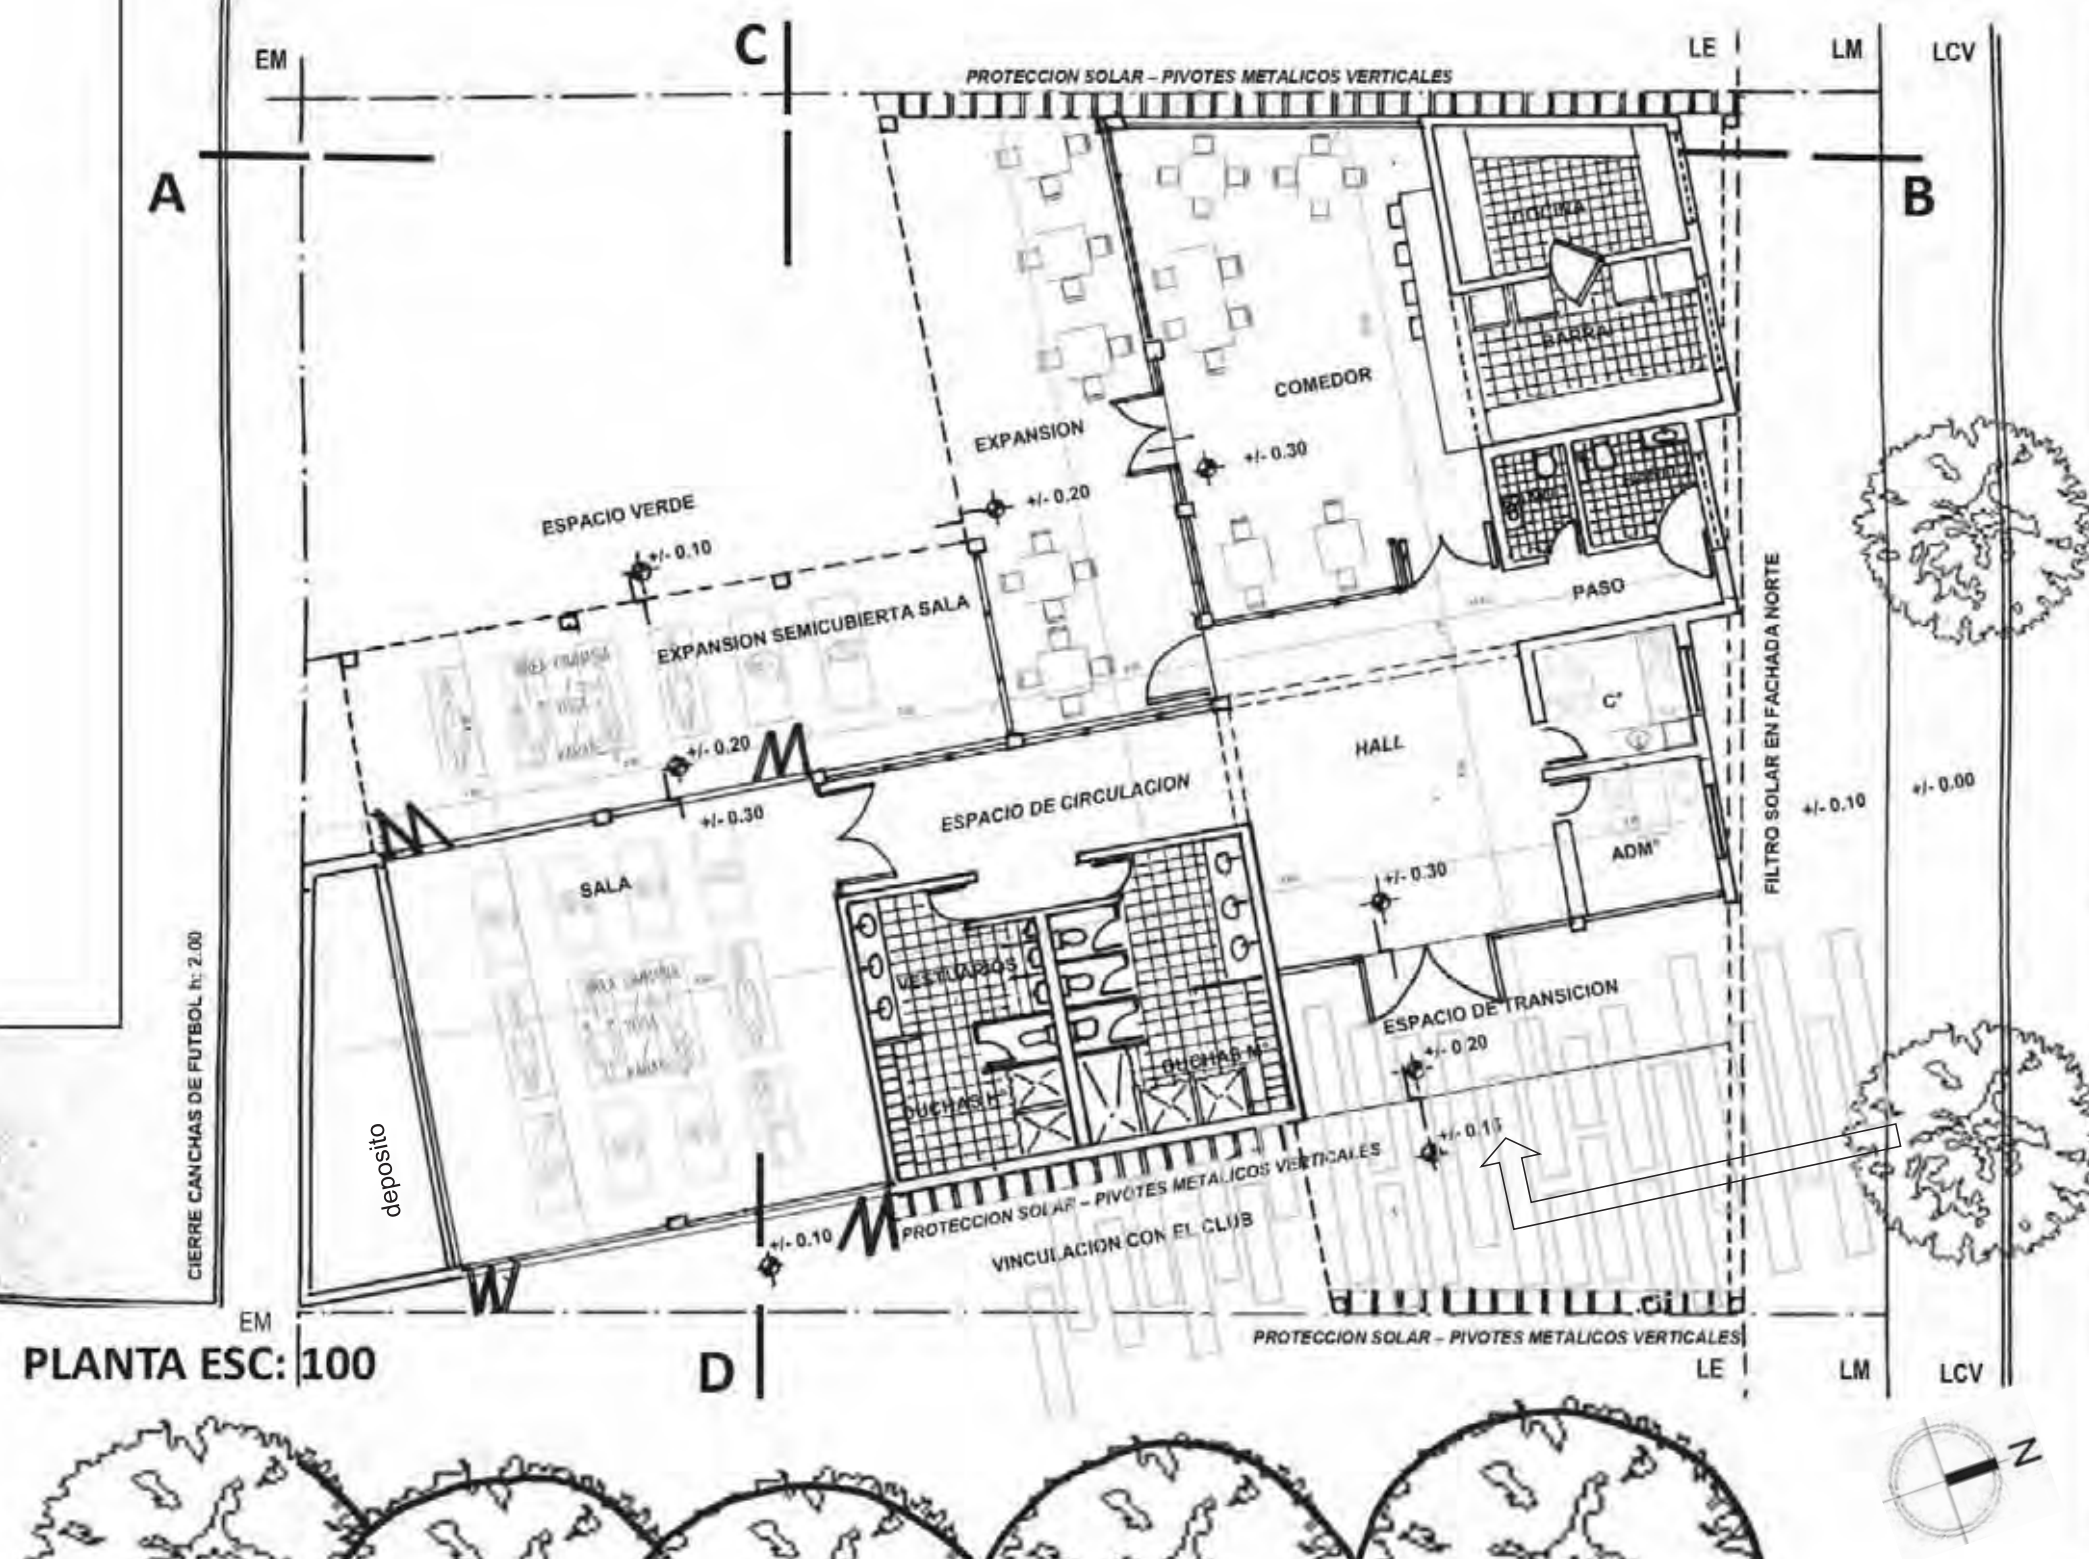 C
EM
LE
LM
LCV
PROTECCION SOLAR – PIVOTES METALICOS VERTICALES
A
B
COCINA
BARRA
COMEDOR
EXPANSION
+/- 0.30
+/- 0.20
ESPACIO VERDE
+/- 0.10
EXPANSION SEMICUBIERTA SALA
PASO
FILTRO SOLAR EN FACHADA NORTE
C°
HALL
+/- 0.20
+/- 0.30
ESPACIO DE CIRCULACION
ADM°
+/- 0.10
+/- 0.00
SALA
+/- 0.30
VESTUARIOS
ESPACIO DE TRANSICION
+/- 0.20
DUCHAS M°
DUCHAS H°
+/- 0.15
deposito
CIERRE CANCHAS DE FUTBOL h: 2.00
PROTECCION SOLAR – PIVOTES METALICOS VERTICALES
VINCULACION CON EL CLUB
+/- 0.10
EM
PROTECCION SOLAR – PIVOTES METALICOS VERTICALES
PLANTA ESC: 100
D
LE
LM
LCV
N